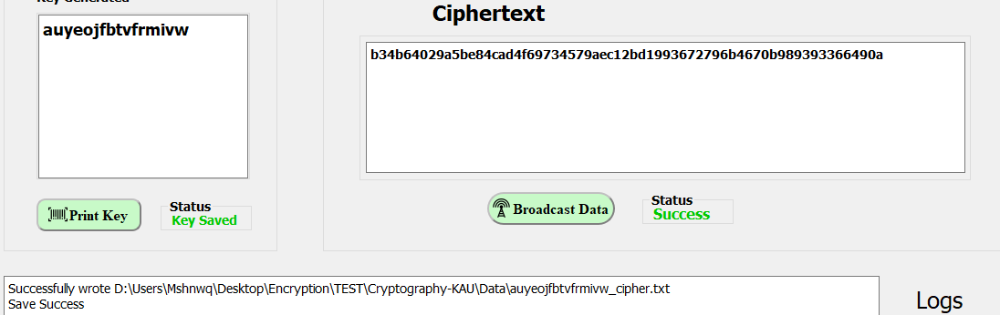 Key Generated
Ciphertext
auyeojfbtvfrmivw
b34b64029a5be84cad4f69734579aec12bd1993672796b4670b989393366490a
Print Key
Status
Key Saved
Broadcast Data
Status
Success
Successfully wrote D:\Users\Mshnwq\Desktop\Encryption\TEST\Cryptography-KAU\Data\auyeojfbtvfrmivw_cipher.txt
Save Success
Logs